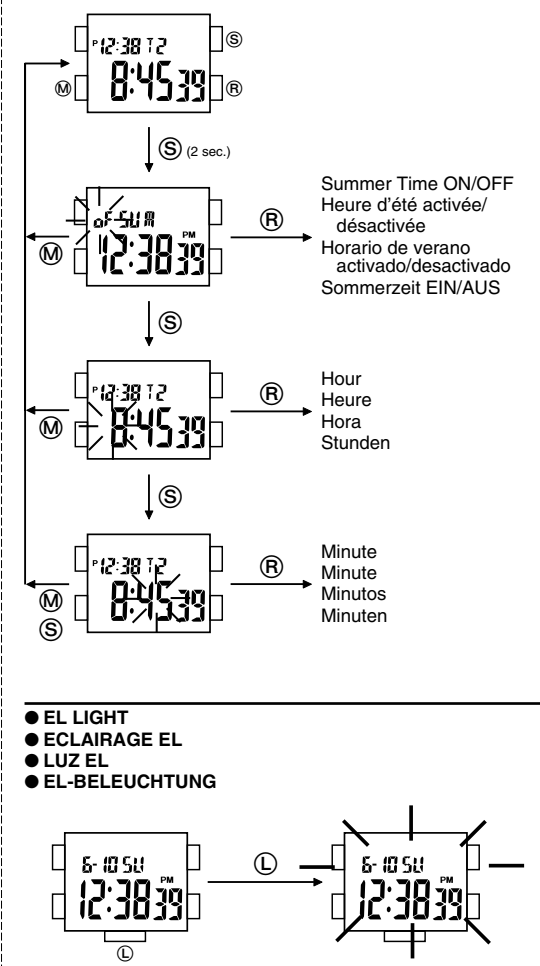 P12:38 T2
8:45 39
Ⓢ
Ⓜ
Ⓡ
Ⓢ (2 sec.)
oF-SUM
PM
12:38 39
Ⓜ
Ⓡ
Summer Time ON/OFF
Heure d'été activée/
désactivée
Horario de verano
activado/desactivado
Sommerzeit EIN/AUS
Ⓢ
P12:38 T2
8:45 39
Ⓜ
Ⓡ
Hour
Heure
Hora
Stunden
Ⓢ
P12:38 T2
8:45 39
Ⓜ
Ⓢ
Ⓡ
Minute
Minute
Minutos
Minuten
● EL LIGHT
● ECLAIRAGE EL
● LUZ EL
● EL-BELEUCHTUNG
6-10 SU
PM
12:38 39
Ⓛ
Ⓛ
6-10 SU
PM
12:38 39